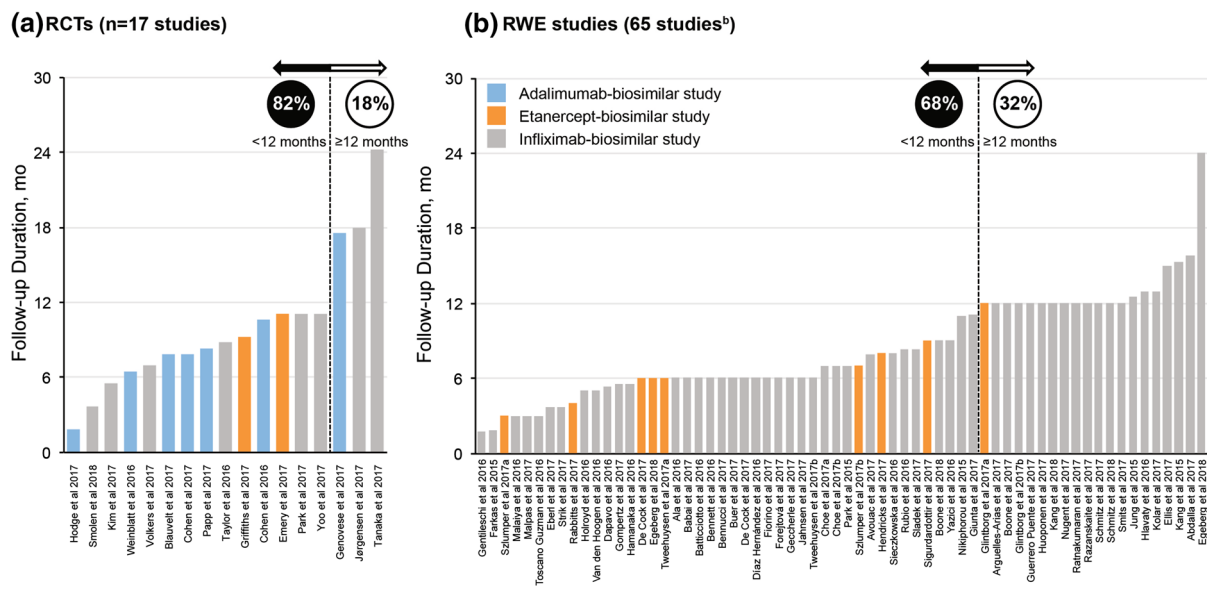 (a) RCTs (n=17 studies)
30
24
18
12
6
0
Follow-up Duration, mo
82%
18%
<12 months
≥12 months
Hodge et al 2017
Smolen et al 2018
Kim et al 2017
Weinblatt et al 2016
Volkers et al 2017
Blauvelt et al 2017
Cohen et al 2017
Papp et al 2017
Taylor et al 2016
Griffiths et al 2017
Cohen et al 2016
Emery et al 2017
Park et al 2017
Yoo et al 2017
Genovese et al 2017
Jørgensen et al 2017
Tanaka et al 2017
(b) RWE studies (65 studiesᵇ)
30
24
18
12
6
0
Follow-up Duration, mo
Adalimumab-biosimilar study
Etanercept-biosimilar study
Infliximab-biosimilar study
68%
32%
<12 months
≥12 months
Gentileschi et al 2016
Farkas et al 2015
Szlumper et al 2017a
Malaiya et al 2016
Malpas et al 2017
Toscano Guzman et al 2016
Eberl et al 2017
Strik et al 2017
Rabbitts et al 2017
Holroyd et al 2016
Van den Hoogen et al 2016
Dapavo et al 2016
Gompertz et al 2017
Hamanaka et al 2016
De Cock et al 2017
Egeberg et al 2018
Tweehuysen et al 2017a
Ala et al 2016
Babai et al 2017
Batticciotto et al 2016
Bennett et al 2016
Bennucci et al 2017
Buer et al 2017
De Cock et al 2017
Díaz Hernández et al 2016
Fiorino et al 2017
Forejtová et al 2017
Geccherle et al 2017
Jahnsen et al 2017
Tweehuysen et al 2017b
Choe et al 2017a
Choe et al 2017b
Park et al 2015
Szlumper et al 2017b
Avouac et al 2017
Hendricks et al 2017
Sieczkowska et al 2016
Rubio et al 2016
Sladek et al 2017
Sigurdardottir et al 2017
Boone et al 2018
Yazici et al 2016
Nikiphorou et al 2015
Giunta et al 2017
Glintborg et al 2017a
Arguelles-Arias et al 2017
Boone et al 2017
Glintborg et al 2017b
Guerrero Puente et al 2017
Huoponen et al 2017
Kang et al 2018
Nugent et al 2017
Ratnakumaran et al 2017
Razanskaite et al 2017
Schmitz et al 2017
Schmitz et al 2018
Smits et al 2017
Jung et al 2015
Hlavaty et al 2016
Kolar et al 2017
Ellis et al 2017
Kang et al 2015
Abdalla et al 2017
Egeberg et al 2018